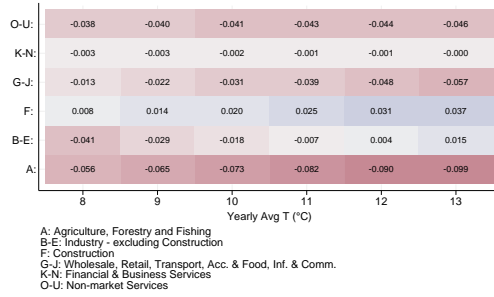 O-U: -0.038 -0.040 -0.041 -0.043 -0.044 -0.046
K-N: -0.003 -0.003 -0.002 -0.001 -0.001 -0.000
G-J: -0.013 -0.022 -0.031 -0.039 -0.048 -0.057
F: 0.008 0.014 0.020 0.025 0.031 0.037
B-E: -0.041 -0.029 -0.018 -0.007 0.004 0.015
A: -0.056 -0.065 -0.073 -0.082 -0.090 -0.099
8 9 10 11 12 13
Yearly Avg T (°C)
A: Agriculture, Forestry and Fishing
B-E: Industry - excluding Construction
F: Construction
G-J: Wholesale, Retail, Transport, Acc. & Food, Inf. & Comm.
K-N: Financial & Business Services
O-U: Non-market Services